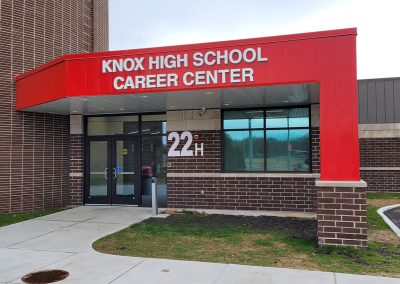 KNOX HIGH SCHOOL
CAREER CENTER
22H